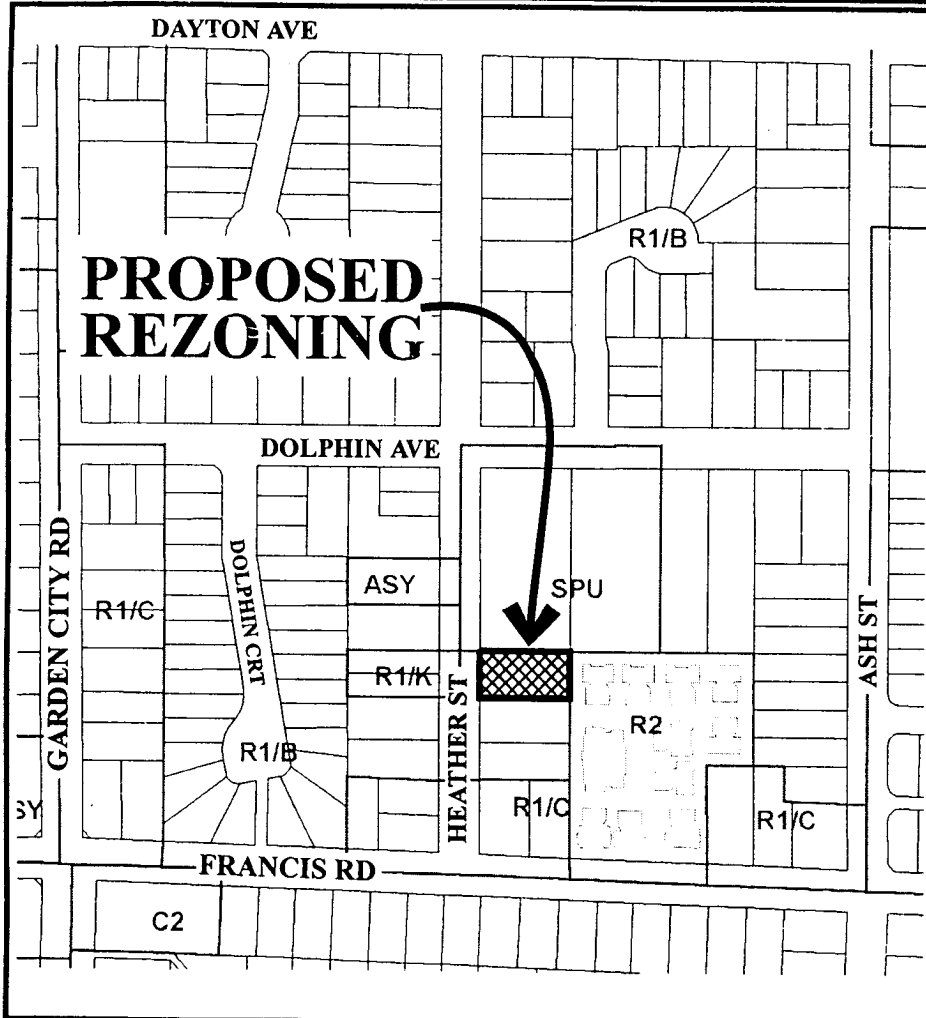 DAYTON AVE
R1/B
PROPOSED
REZONING
DOLPHIN AVE
GARDEN CITY RD
DOLPHIN CRT
R1/C
ASY
SPU
ASH ST
R1/K
HEATHER ST
R2
R1/B
R1/C
R1/C
SY
FRANCIS RD
C2